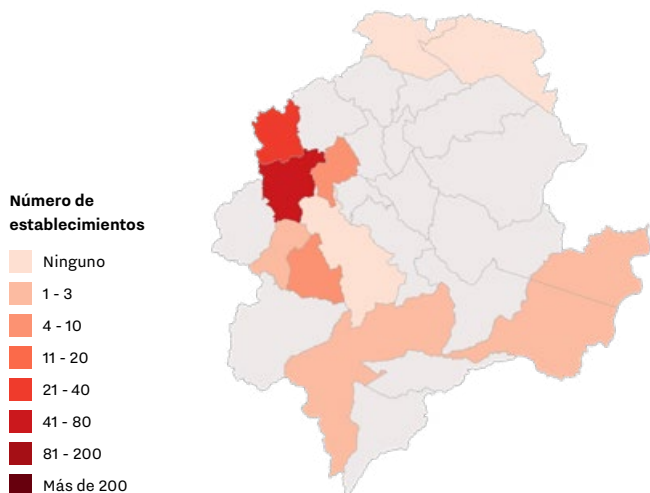 Número de
establecimientos
Ninguno
1 - 3
4 - 10
11 - 20
21 - 40
41 - 80
81 - 200
Más de 200